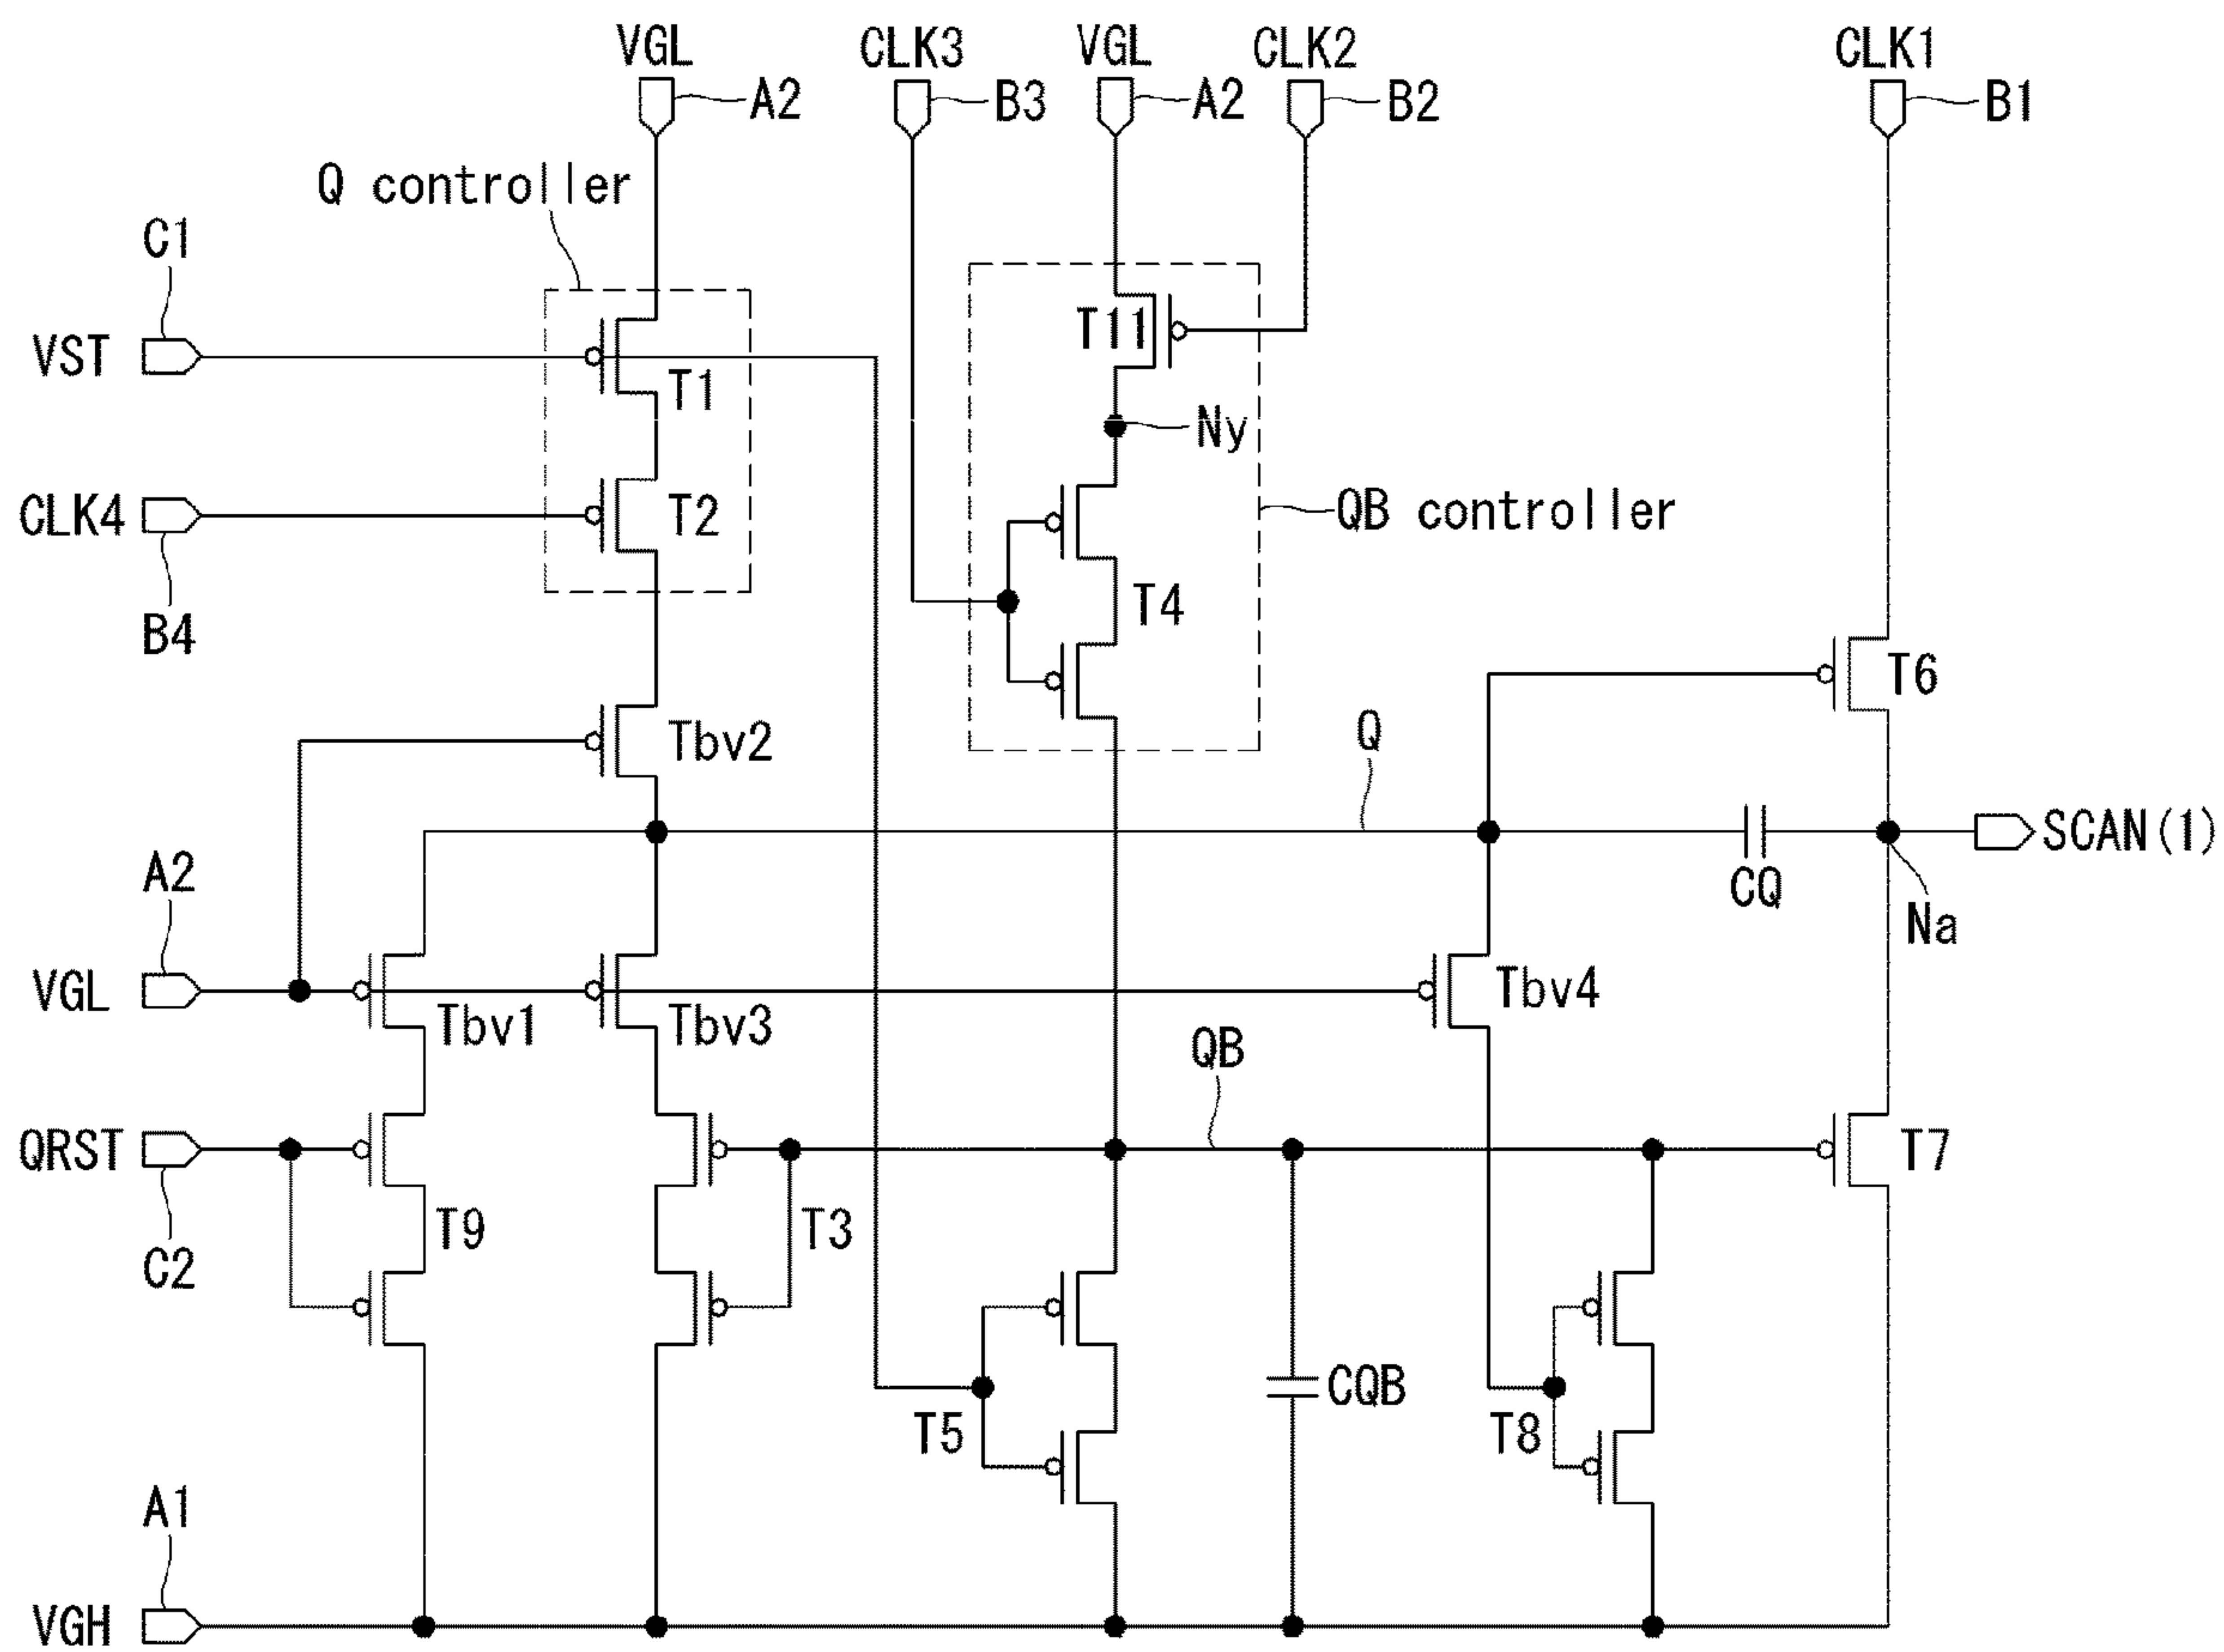 VGL
CLK3
VGL
CLK2
CLK1
A2
B3
A2
B2
B1
Q controller
C1
VST
T1
T11
Ny
CLK4
T2
QB controller
B4
T4
T6
Tbv2
Q
SCAN(1)
A2
CQ
Na
VGL
Tbv1
Tbv3
Tbv4
QB
QRST
T7
C2
T9
T3
CQB
T5
T8
A1
VGH